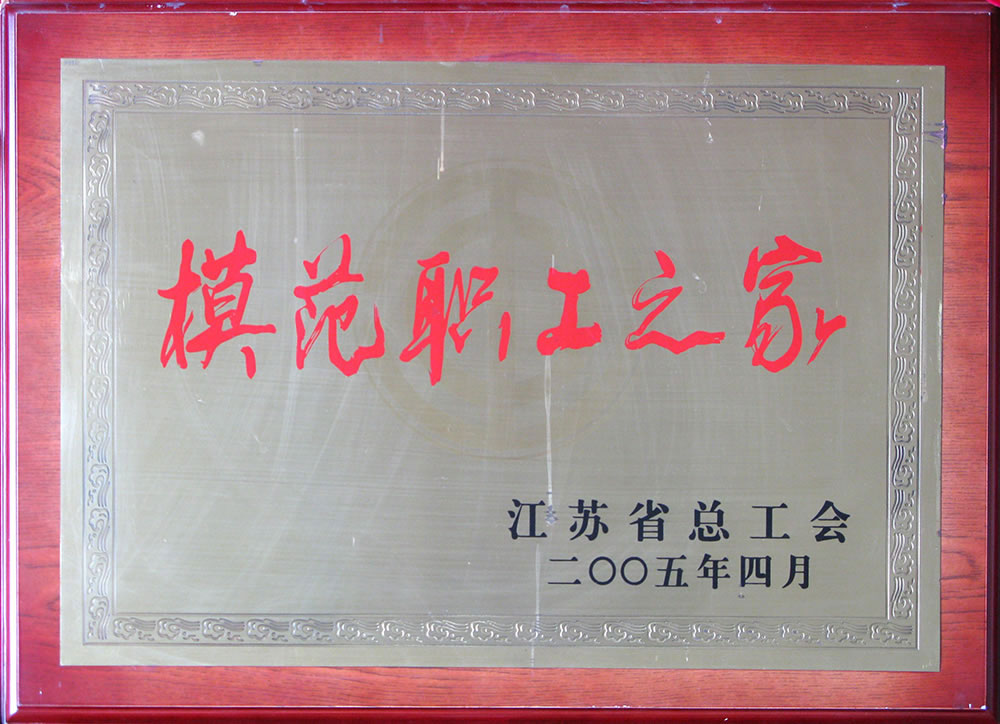 模范职工之家
江苏省总工会
二〇〇五年四月